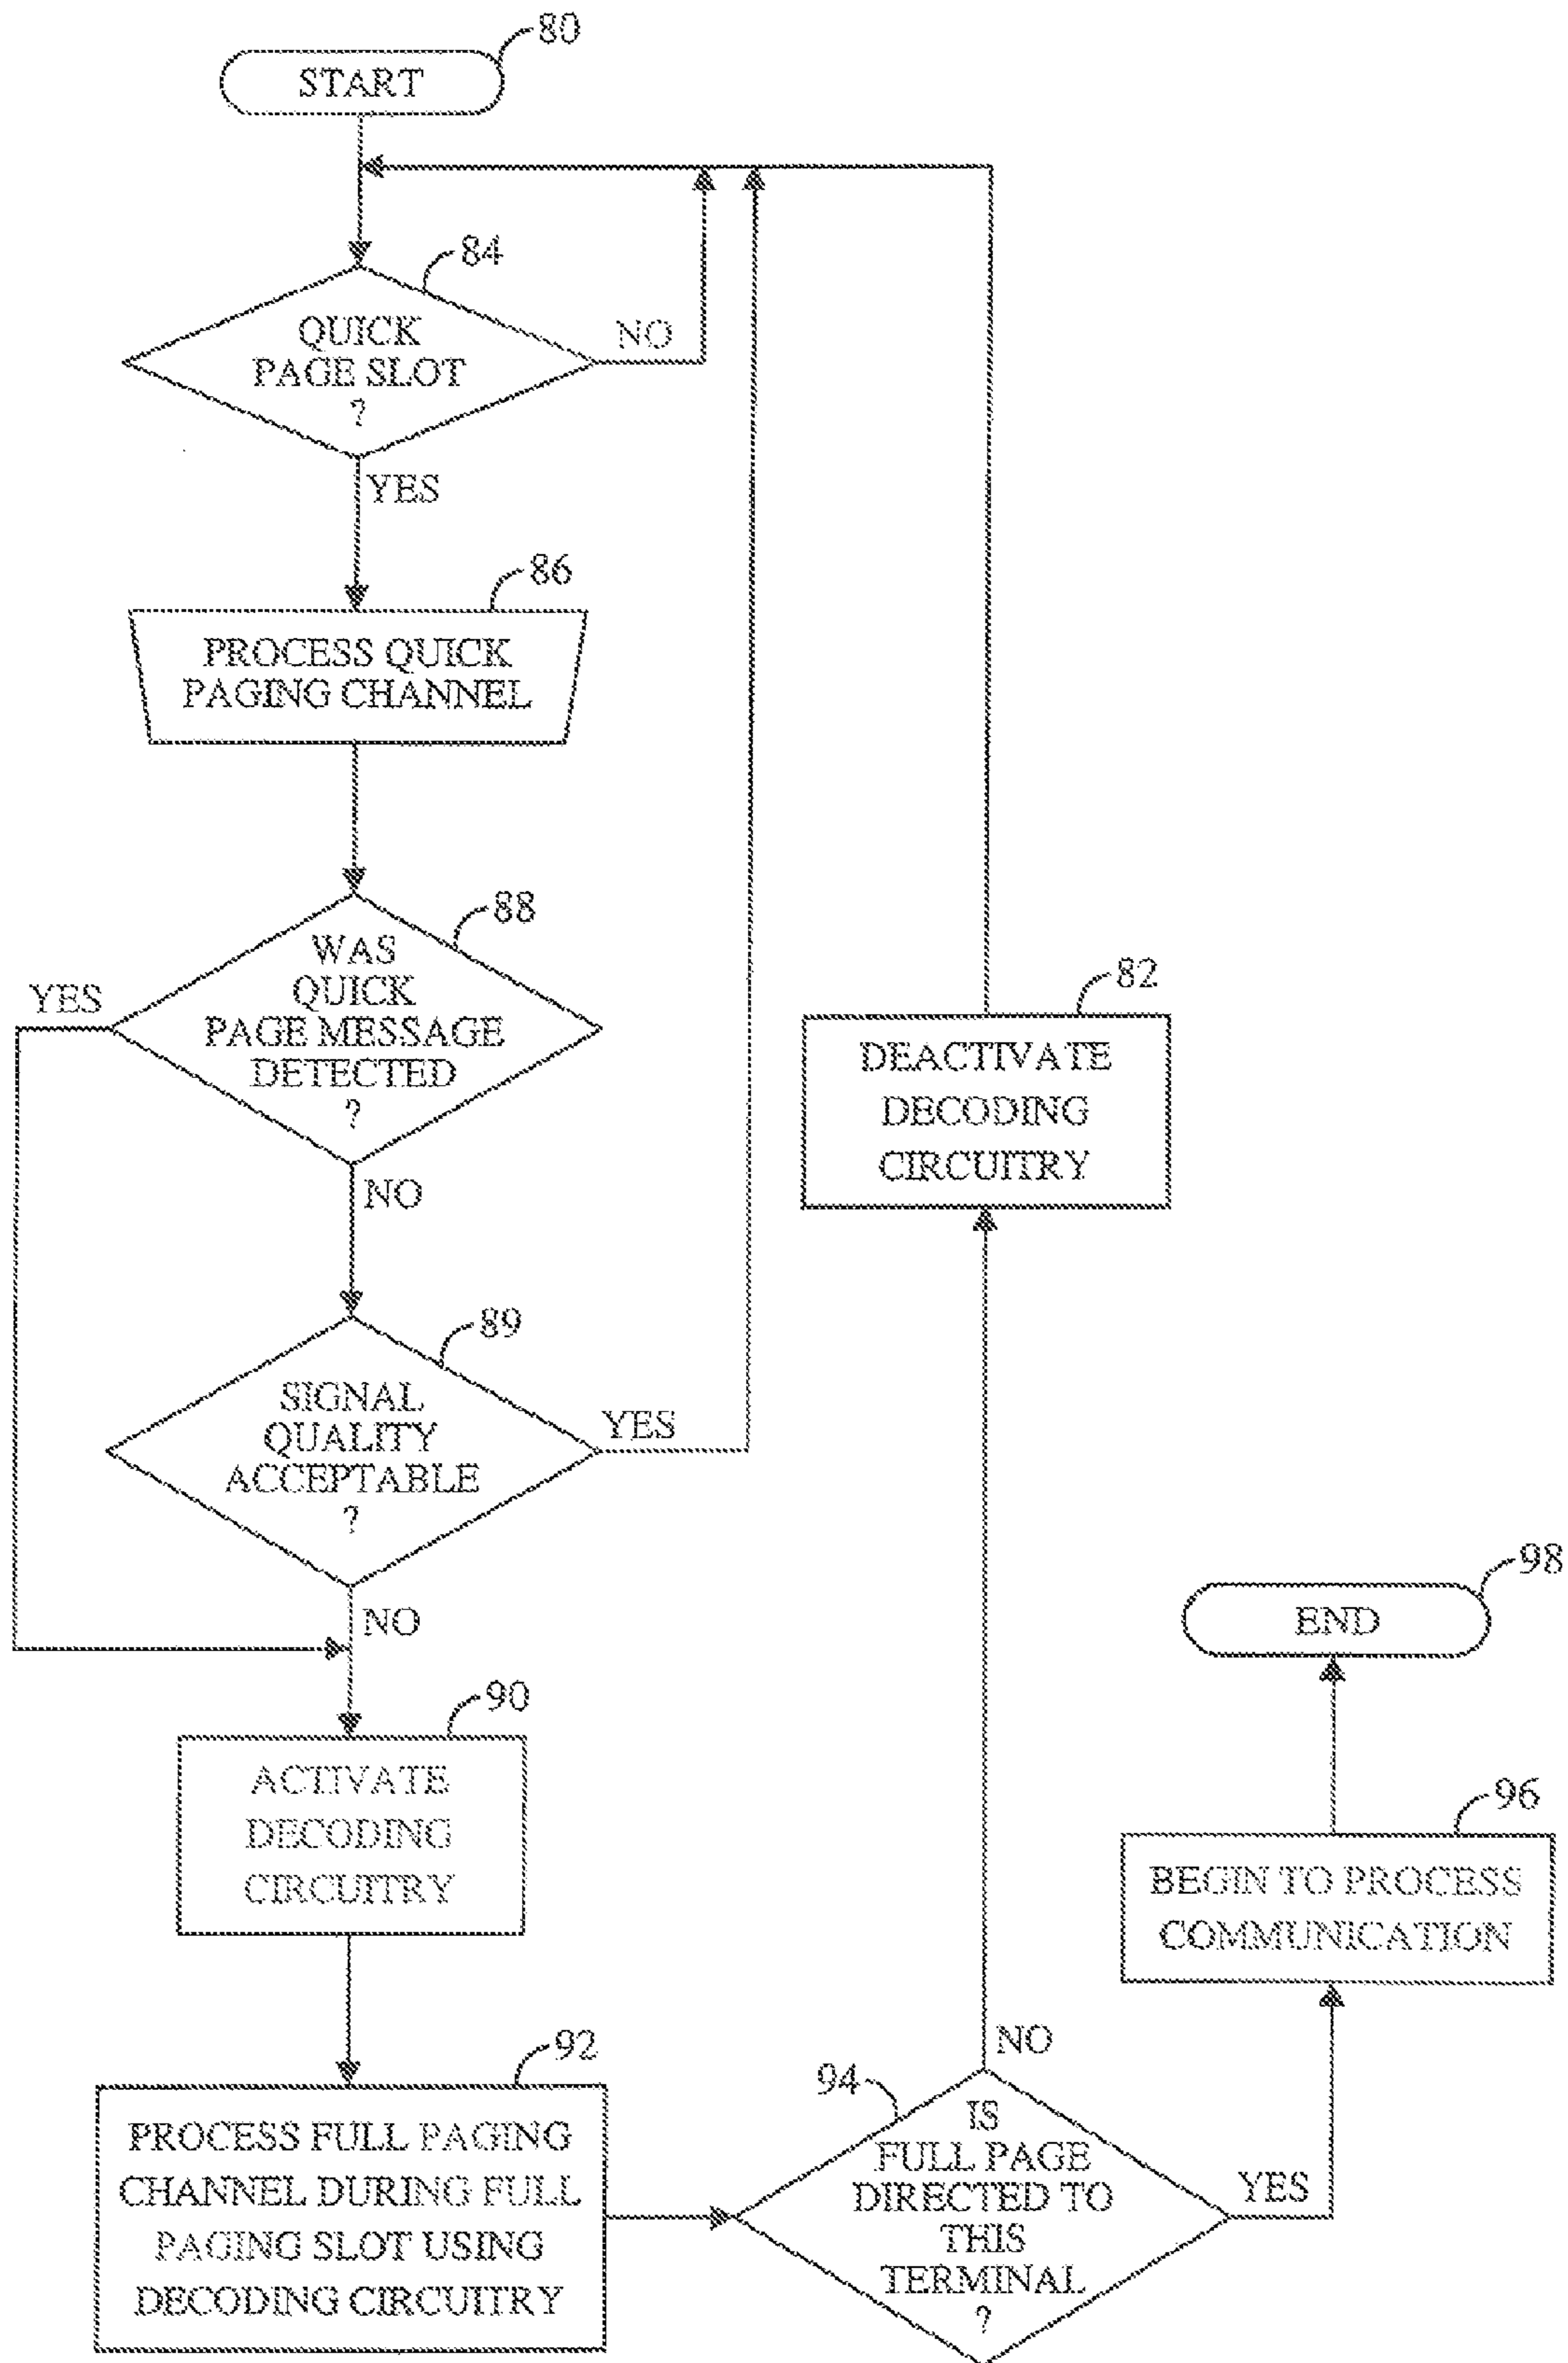 80
START
84
QUICK
PAGE SLOT
?
NO
YES
86
PROCESS QUICK
PAGING CHANNEL
88
WAS
QUICK
PAGE MESSAGE
DETECTED
?
YES
NO
89
SIGNAL
QUALITY
ACCEPTABLE
?
YES
NO
90
ACTIVATE
DECODING
CIRCUITRY
92
PROCESS FULL PAGING
CHANNEL DURING FULL
PAGING SLOT USING
DECODING CIRCUITRY
94
IS
FULL PAGE
DIRECTED TO
THIS
TERMINAL
?
NO
YES
82
DEACTIVATE
DECODING
CIRCUITRY
96
BEGIN TO PROCESS
COMMUNICATION
98
END